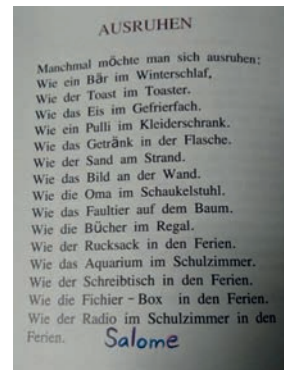 AUSRUHEN
Manchmal möchte man sich ausruhen:
Wie ein Bär im Winterschlaf,
Wie der Toast im Toaster.
Wie das Eis im Gefrierfach.
Wie ein Pulli im Kleiderschrank.
Wie das Getränk in der Flasche.
Wie der Sand am Strand.
Wie das Bild an der Wand.
Wie die Oma im Schaukelstuhl.
Wie das Faultier auf dem Baum.
Wie die Bücher im Regal.
Wie der Rucksack in den Ferien.
Wie das Aquarium im Schulzimmer.
Wie der Schreibtisch in den Ferien.
Wie die Fichier - Box in den Ferien.
Wie der Radio im Schulzimmer in den
Ferien. Salome